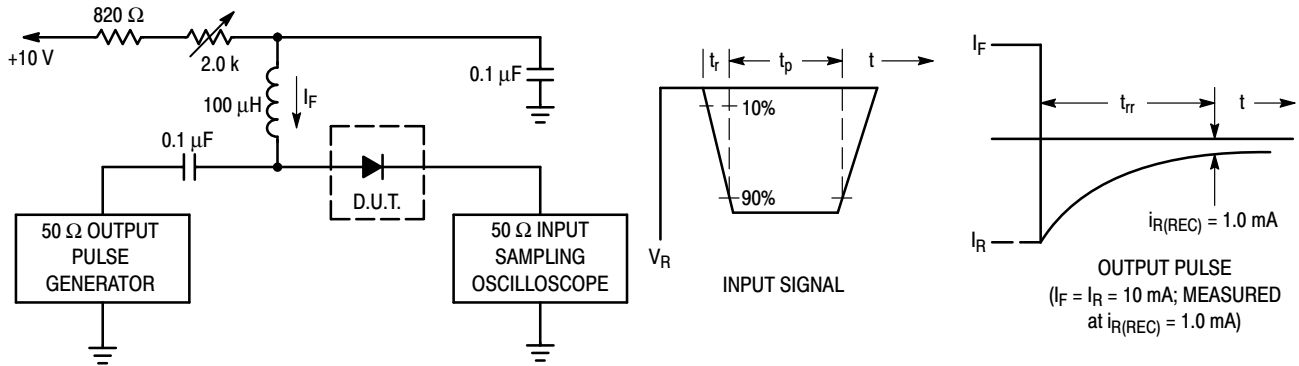 820 Ω
+10 V
2.0 k
100 μH
I_F
0.1 μF
0.1 μF
D.U.T.
50 Ω OUTPUT
PULSE
GENERATOR
50 Ω INPUT
SAMPLING
OSCILLOSCOPE
t_r
t_p
t
10%
90%
V_R
INPUT SIGNAL
I_F
t_rr
t
I_R
i_R(REC) = 1.0 mA
OUTPUT PULSE
(I_F = I_R = 10 mA; MEASURED
at i_R(REC) = 1.0 mA)